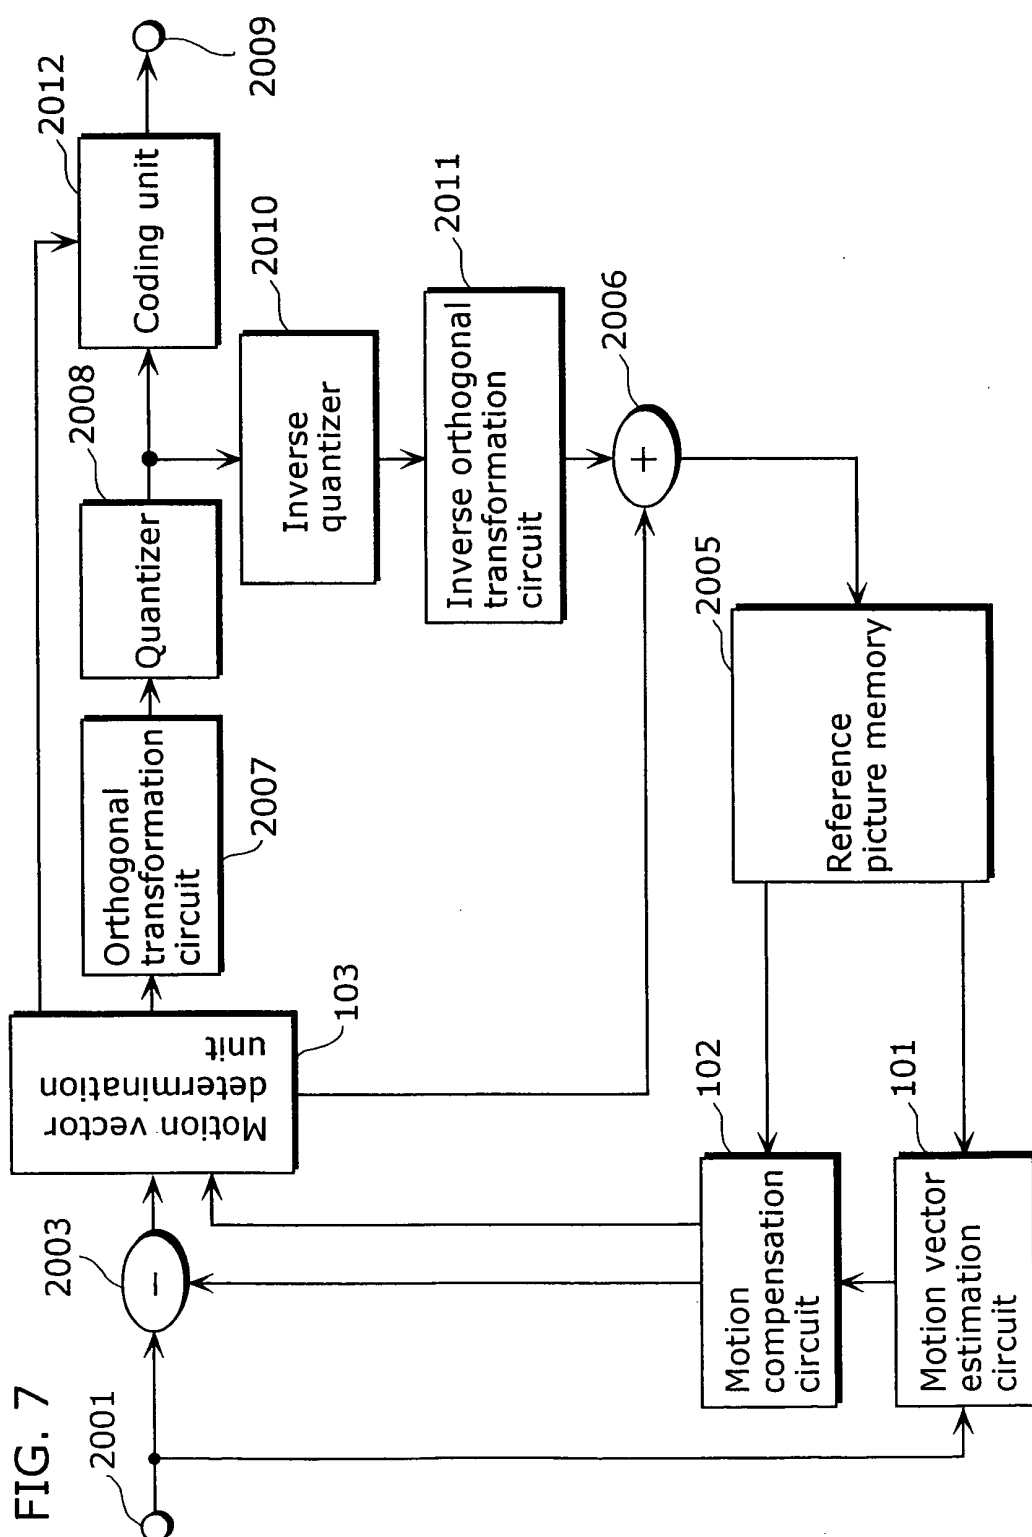 FIG. 7
2001
2003
Motion vector
determination
unit
103
Orthogonal
transformation
circuit
2007
Quantizer
2008
Coding unit
2012
2009
Inverse
quantizer
2010
Inverse orthogonal
transformation
circuit
2011
2006
Reference
picture memory
2005
Motion
compensation
circuit
102
Motion vector
estimation
circuit
101
+
-